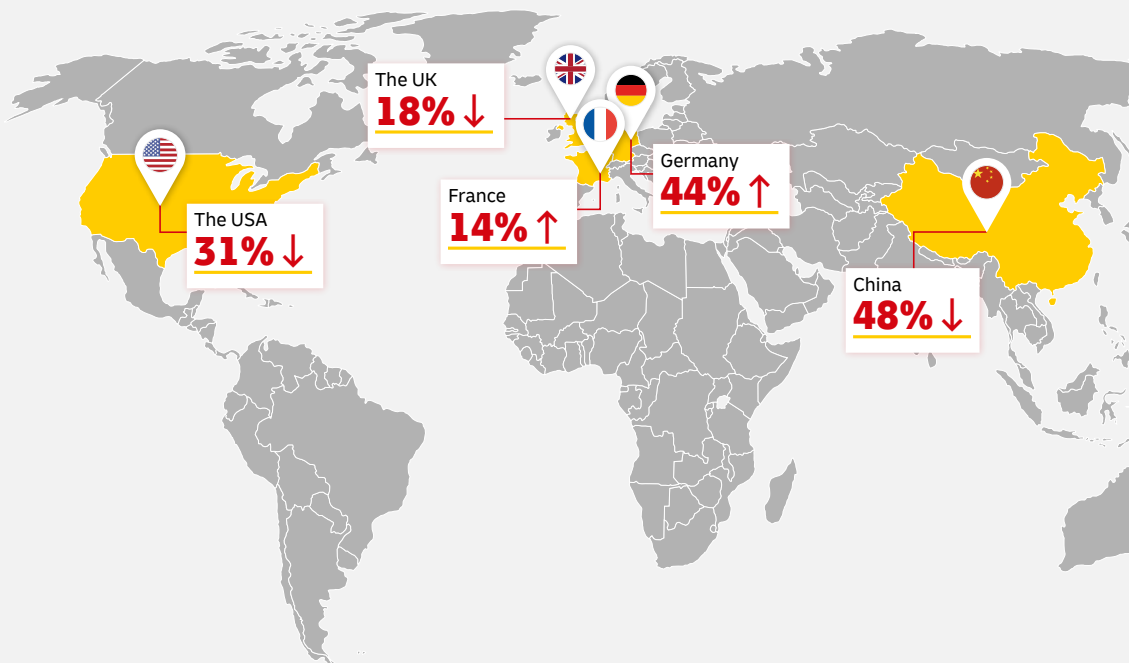 The UK
18% ↓
Germany
44% ↑
France
14% ↑
The USA
31% ↓
China
48% ↓